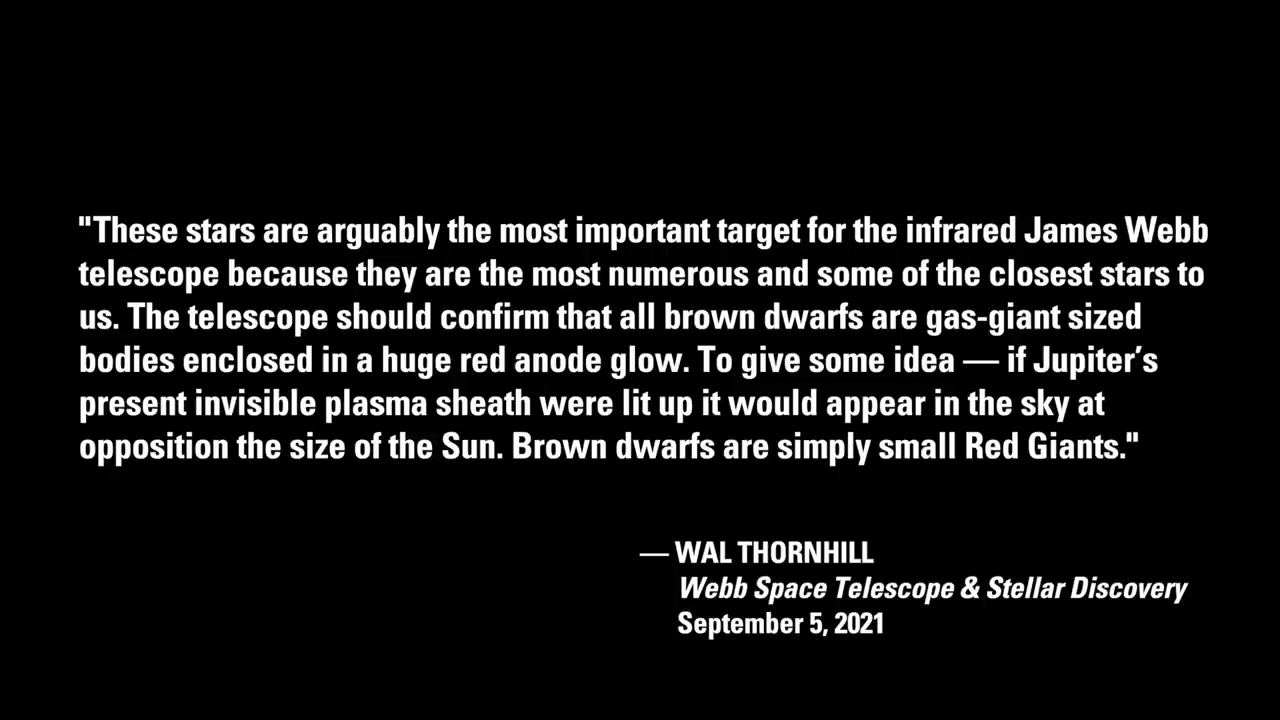 "These stars are arguably the most important target for the infrared James Webb
telescope because they are the most numerous and some of the closest stars to
us. The telescope should confirm that all brown dwarfs are gas-giant sized
bodies enclosed in a huge red anode glow. To give some idea — if Jupiter’s
present invisible plasma sheath were lit up it would appear in the sky at
opposition the size of the Sun. Brown dwarfs are simply small Red Giants."
— WAL THORNHILL
Webb Space Telescope & Stellar Discovery
September 5, 2021